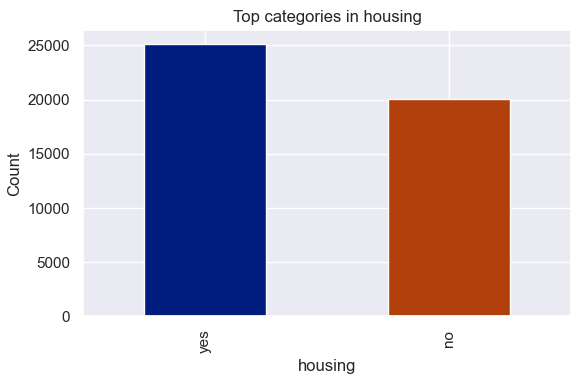 Top categories in housing
25000
20000
15000
10000
5000
0
Count
yes
no
housing